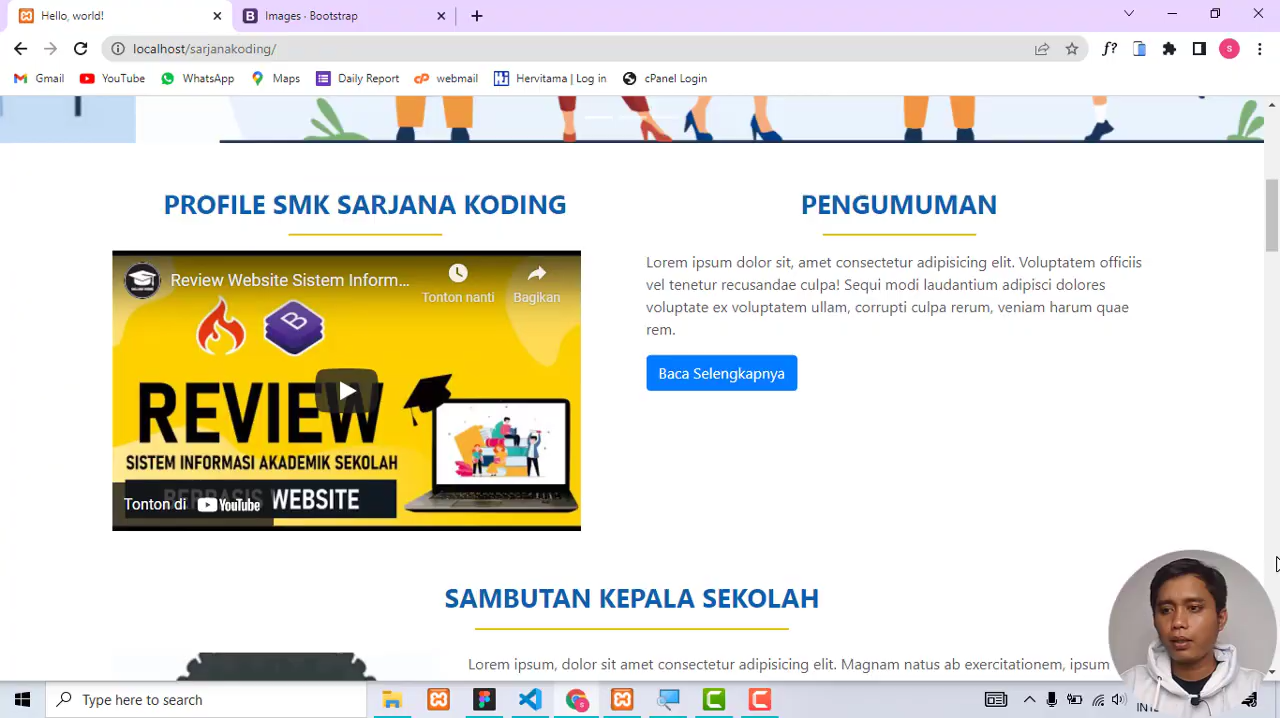 Hello, world!
Images · Bootstrap
localhost/sarjanakoding/
f?
S
Gmail
YouTube
WhatsApp
Maps
Daily Report
webmail
Hervitama | Log in
cPanel Login
PROFILE SMK SARJANA KODING
Review Website Sistem Inform...
Tonton nanti
Bagikan
B
REVIEW
SISTEM INFORMASI AKADEMIK SEKOLAH
BERBASIS WEBSITE
Tonton di YouTube
PENGUMUMAN
Lorem ipsum dolor sit, amet consectetur adipisicing elit. Voluptatem officiis
vel tenetur recusandae culpa! Sequi modi laudantium adipisci dolores
voluptate ex voluptatem ullam, corrupti culpa rerum, veniam harum quae
rem.
Baca Selengkapnya
SAMBUTAN KEPALA SEKOLAH
Lorem ipsum, dolor sit amet consectetur adipisicing elit. Magnam natus ab exercitationem, ipsum
Type here to search